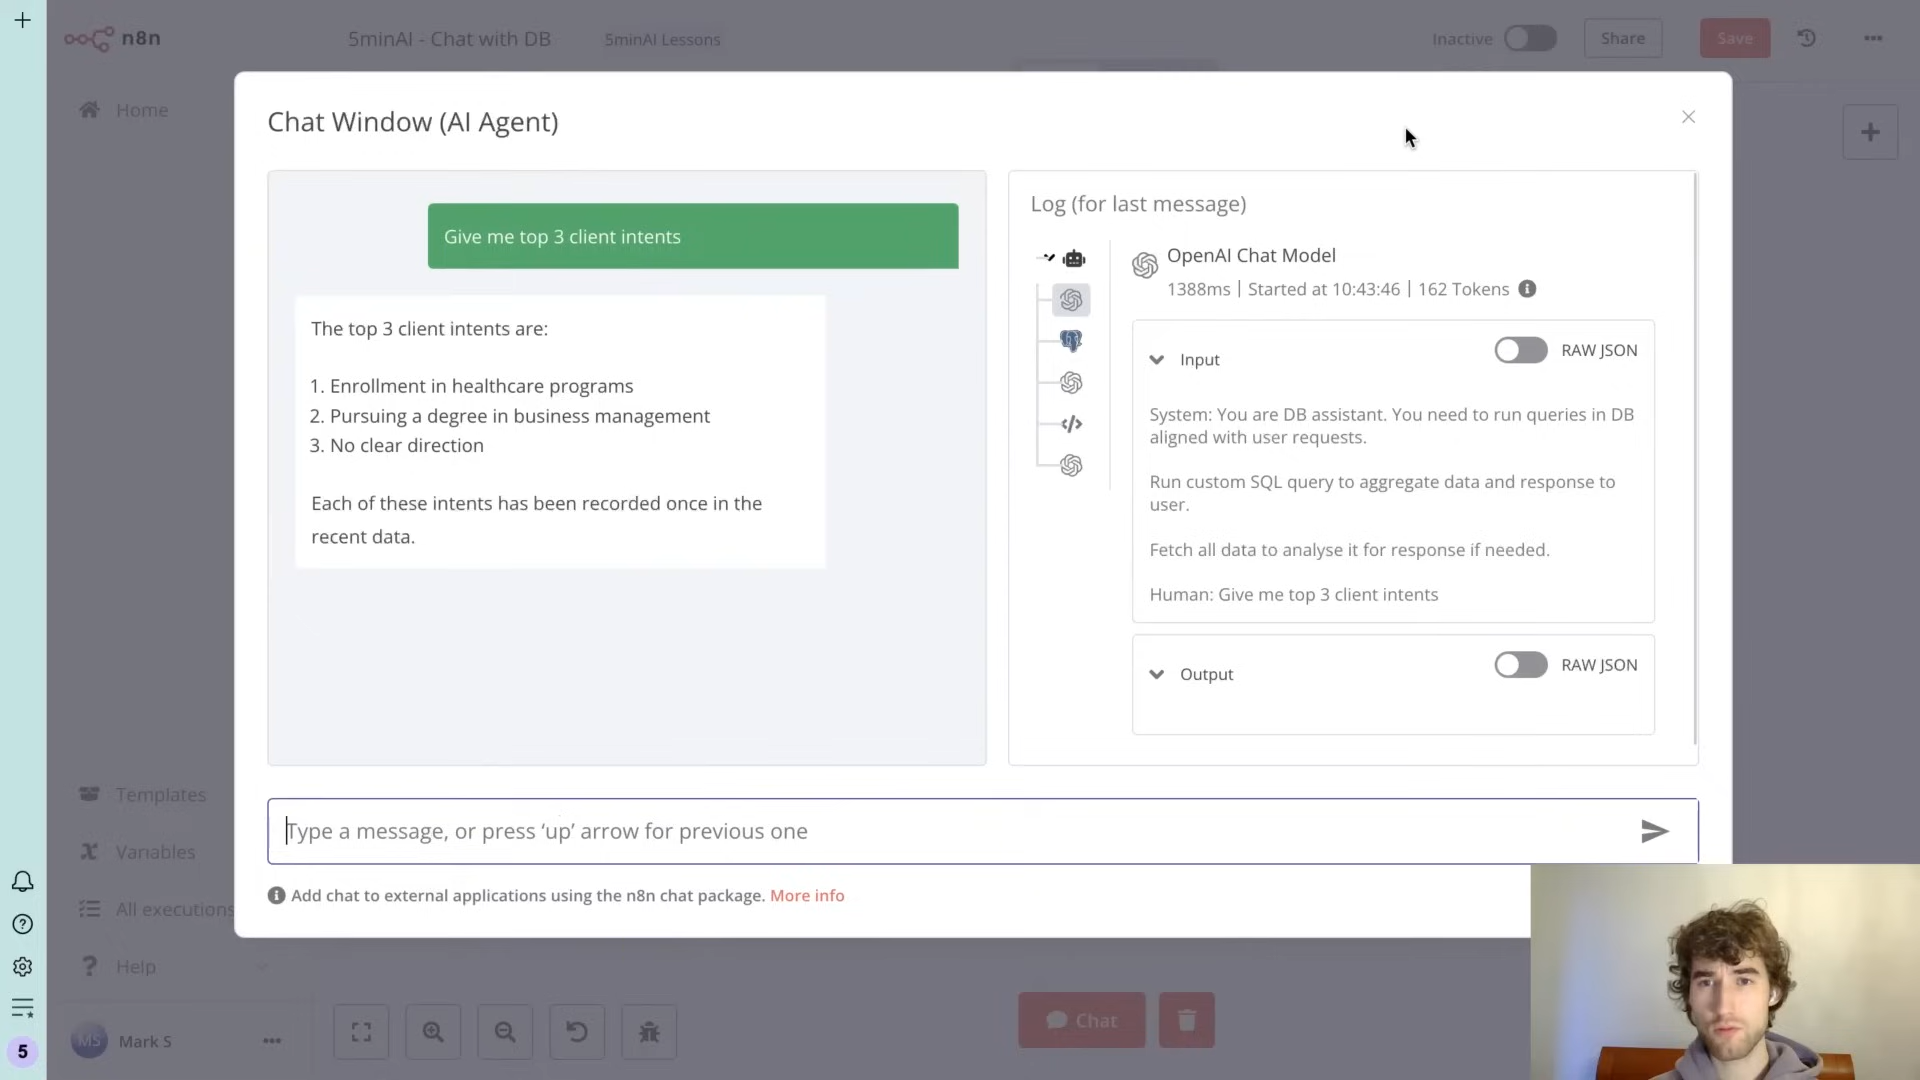 n8n
5minAI - Chat with DB
5minAI Lessons
Inactive
Share
Save
Home
Chat Window (AI Agent)
Give me top 3 client intents
The top 3 client intents are:
1. Enrollment in healthcare programs
2. Pursuing a degree in business management
3. No clear direction
Each of these intents has been recorded once in the
recent data.
Log (for last message)
OpenAI Chat Model
1388ms | Started at 10:43:46 | 162 Tokens
Input
RAW JSON
System: You are DB assistant. You need to run queries in DB
aligned with user requests.
Run custom SQL query to aggregate data and response to
user.
Fetch all data to analyse it for response if needed.
Human: Give me top 3 client intents
Output
RAW JSON
Templates
Type a message, or press ‘up’ arrow for previous one
Variables
Add chat to external applications using the n8n chat package. More info
All executions
Help
MS
Mark S
Chat
5